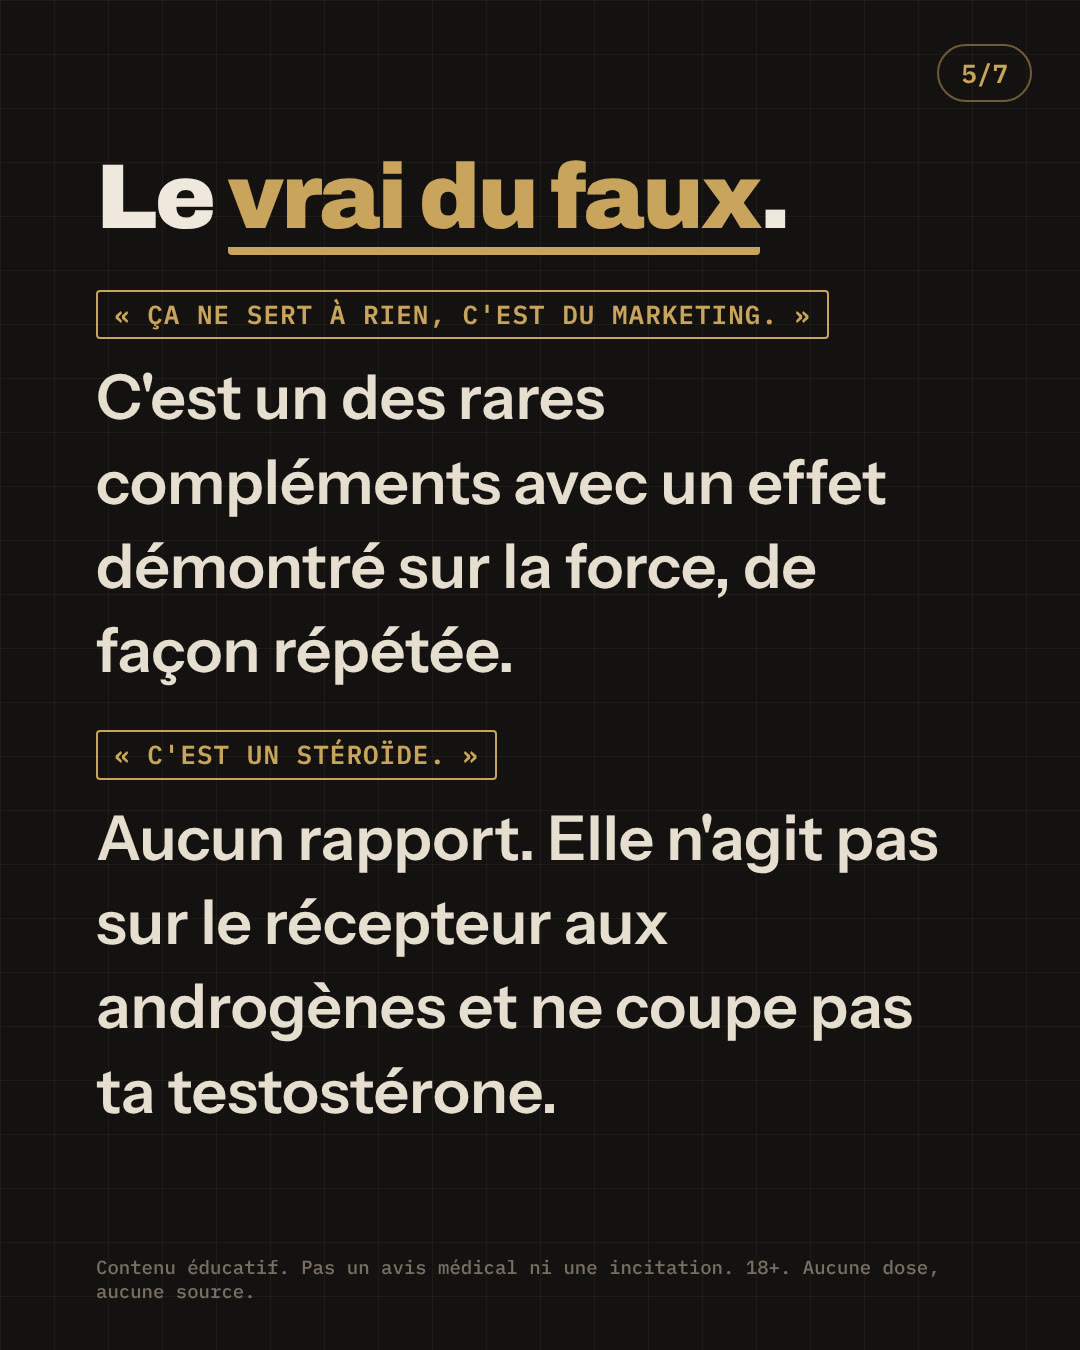 5/7
Le vrai du faux.
« ÇA NE SERT À RIEN, C'EST DU MARKETING. »
C'est un des rares
compléments avec un effet
démontré sur la force, de
façon répétée.
« C'EST UN STÉROÏDE. »
Aucun rapport. Elle n'agit pas
sur le récepteur aux
androgènes et ne coupe pas
ta testostérone.
Contenu éducatif. Pas un avis médical ni une incitation. 18+. Aucune dose,
aucune source.